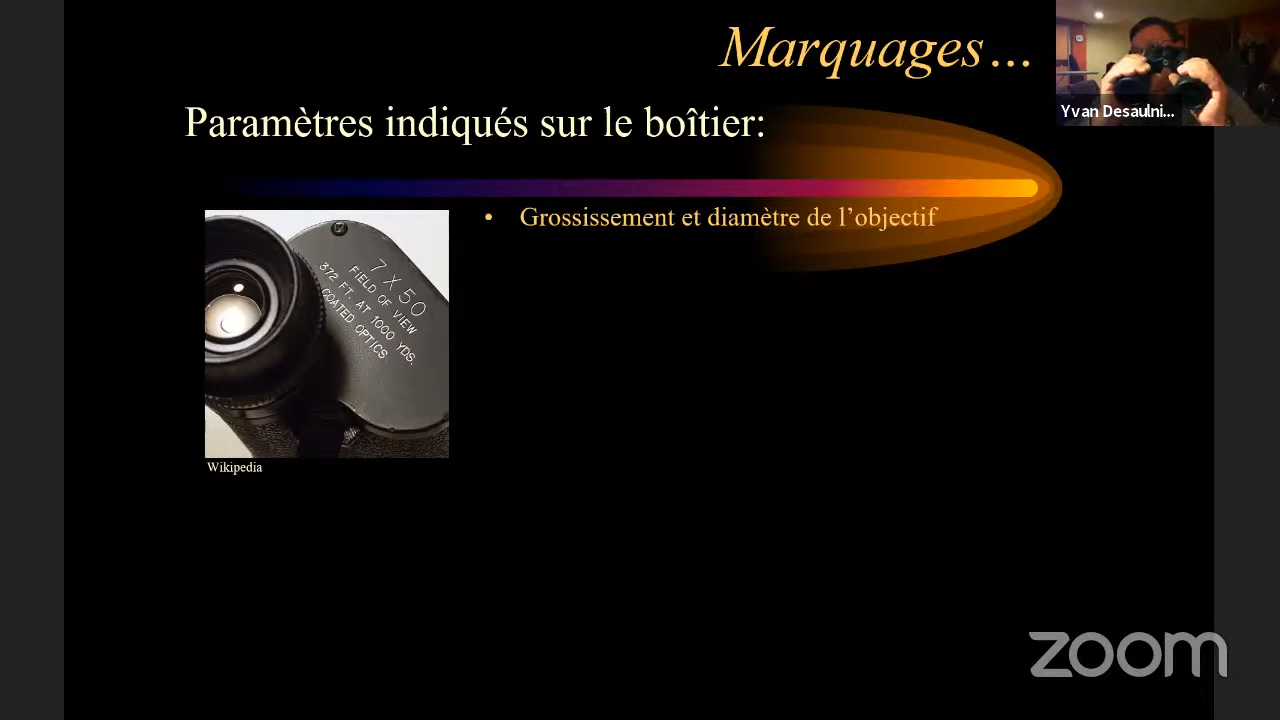 Marquages…
Yvan Desaulni...
Paramètres indiqués sur le boîtier:
• Grossissement et diamètre de l’objectif
7 X 50
FIELD OF VIEW
372 FT. AT 1000 YDS.
COATED OPTICS
Wikipedia
zoom